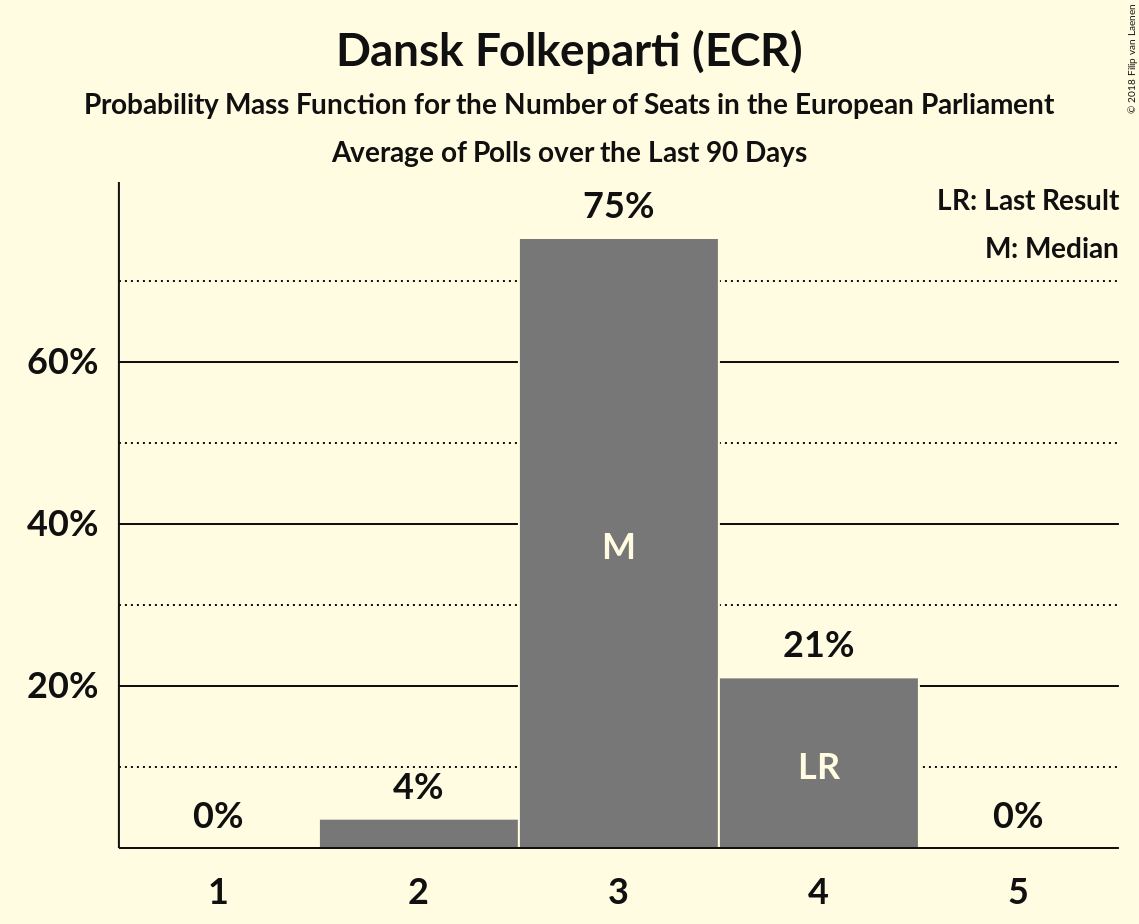 Dansk Folkeparti (ECR)
Probability Mass Function for the Number of Seats in the European Parliament
Average of Polls over the Last 90 Days
© 2018 Filip van Laenen
LR: Last Result
M: Median
75%
60%
40%
20%
M
21%
LR
4%
0%
0%
1 2 3 4 5